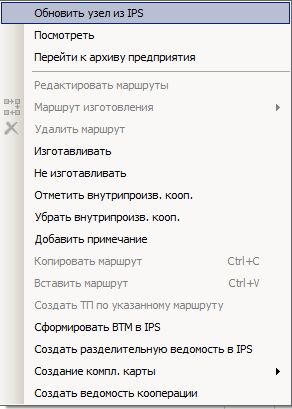 Обновить узел из IPS
Посмотреть
Перейти к архиву предприятия
Редактировать маршруты
Маршрут изготовления
Удалить маршрут
Изготавливать
Не изготавливать
Отметить внутрипроизв. кооп.
Убрать внутрипроизв. кооп.
Добавить примечание
Копировать маршрут Ctrl+C
Вставить маршрут Ctrl+V
Создать ТП по указанному маршруту
Сформировать ВТМ в IPS
Создать разделительную ведомость в IPS
Создание компл. карты
Создать ведомость кооперации